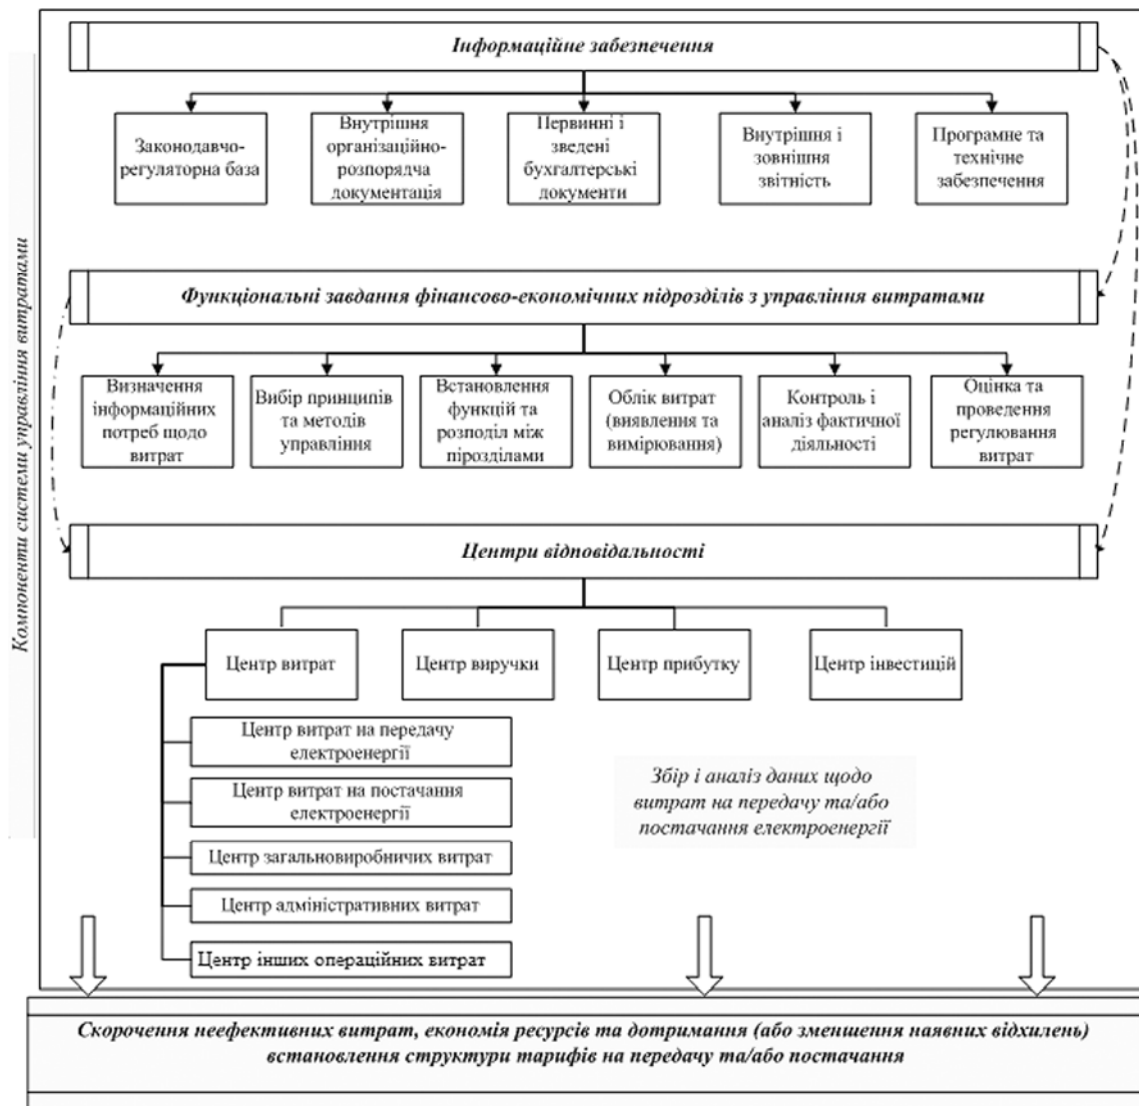 Компоненти системи управління витратами
Інформаційне забезпечення
Законодавчо-
регуляторна база
Внутрішня
організаційно-
розпорядча
документація
Первинні і
зведені
бухгалтерські
документи
Внутрішня і
зовнішня
звітність
Програмне та
технічне
забезпечення
Функціональні завдання фінансово-економічних підрозділів з управління витратами
Визначення
інформаційних
потреб щодо
витрат
Вибір принципів
та методів
управління
Встановлення
функцій та
розподіл між
пірозділами
Облік витрат
(виявлення та
вимірювання)
Контроль і
аналіз фактичної
діяльності
Оцінка та
проведення
регулювання
витрат
Центри відповідальності
Центр витрат
Центр виручки
Центр прибутку
Центр інвестицій
Центр витрат на передачу
електроенергії
Центр витрат на постачання
електроенергії
Центр загальновиробничих витрат
Центр адміністративних витрат
Центр інших операційних витрат
Збір і аналіз даних щодо
витрат на передачу та/або
постачання електроенергії
Скорочення неефективних витрат, економія ресурсів та дотримання (або зменшення наявних відхилень)
встановлення структури тарифів на передачу та/або постачання